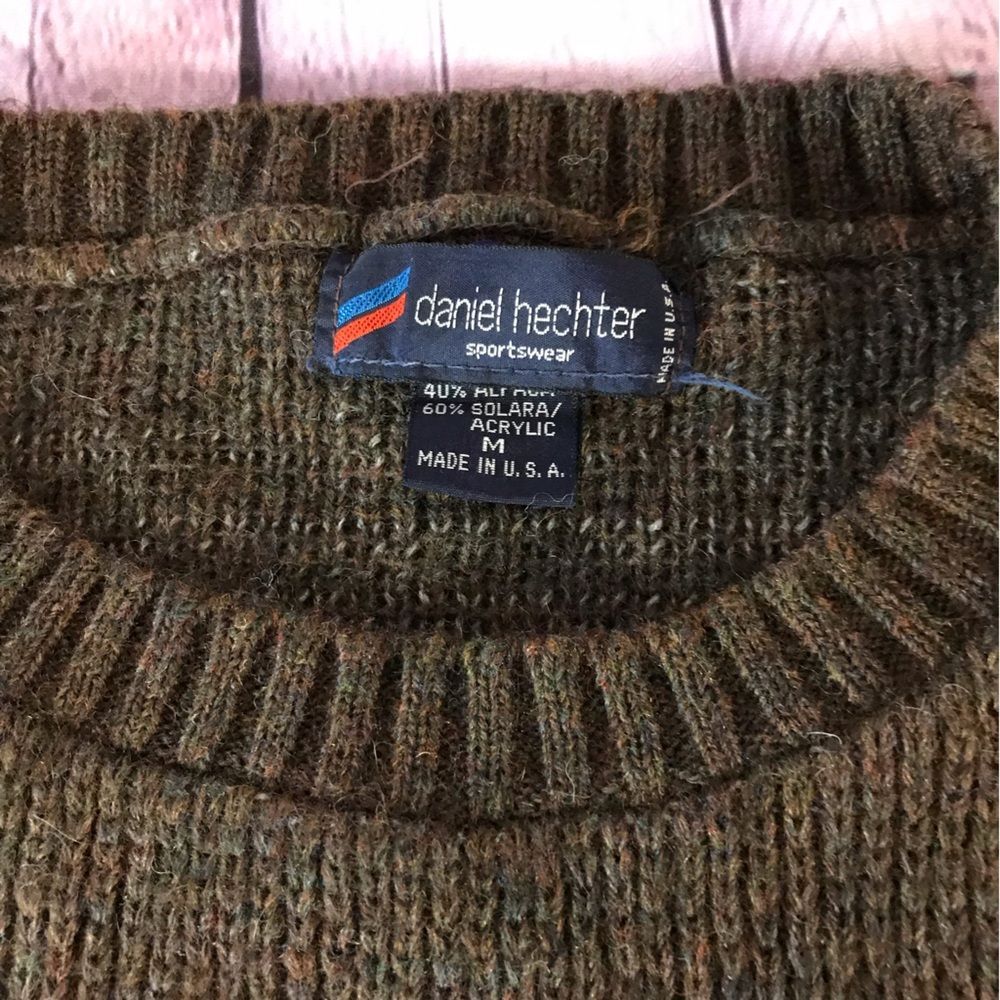 daniel hechter
sportswear
MADE IN U.S.A.
40% ALPACA
60% SOLARA/
ACRYLIC
M
MADE IN U.S.A.